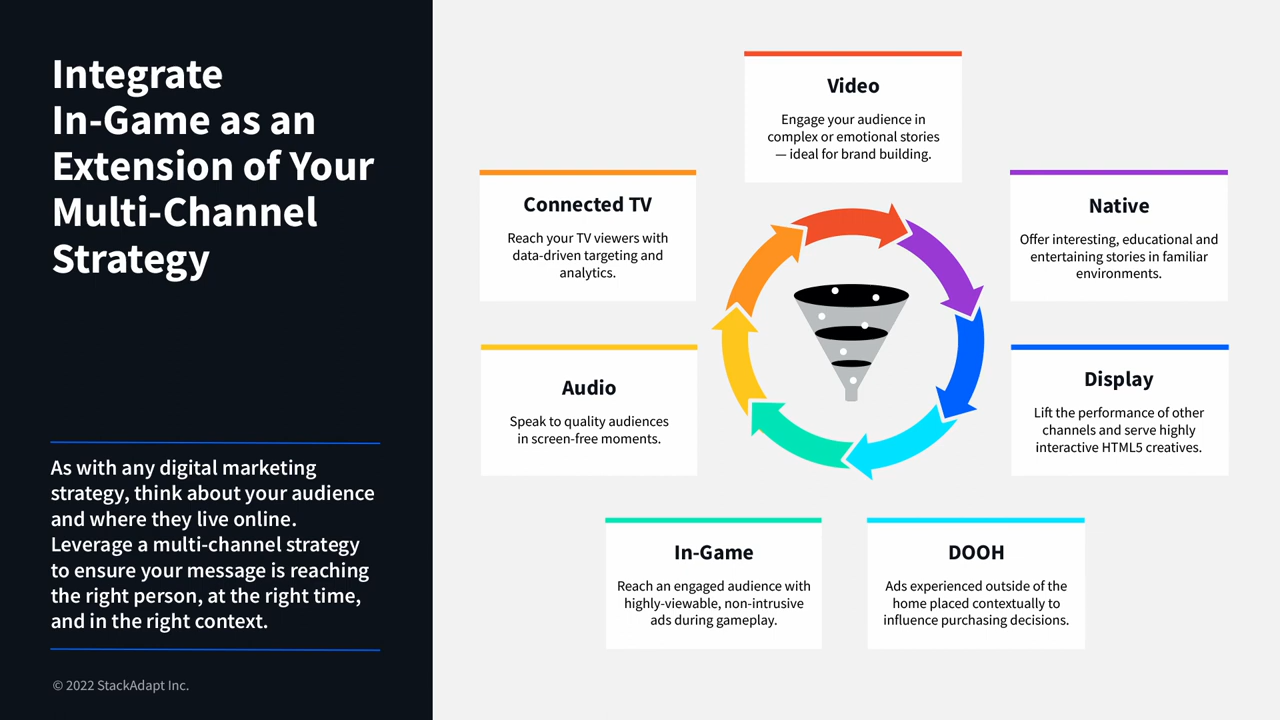 Integrate
In-Game as an
Extension of Your
Multi-Channel
Strategy
As with any digital marketing
strategy, think about your audience
and where they live online.
Leverage a multi-channel strategy
to ensure your message is reaching
the right person, at the right time,
and in the right context.
© 2022 StackAdapt Inc.
Video
Engage your audience in
complex or emotional stories
— ideal for brand building.
Connected TV
Reach your TV viewers with
data-driven targeting and
analytics.
Native
Offer interesting, educational and
entertaining stories in familiar
environments.
Audio
Speak to quality audiences
in screen-free moments.
Display
Lift the performance of other
channels and serve highly
interactive HTML5 creatives.
In-Game
Reach an engaged audience with
highly-viewable, non-intrusive
ads during gameplay.
DOOH
Ads experienced outside of the
home placed contextually to
influence purchasing decisions.